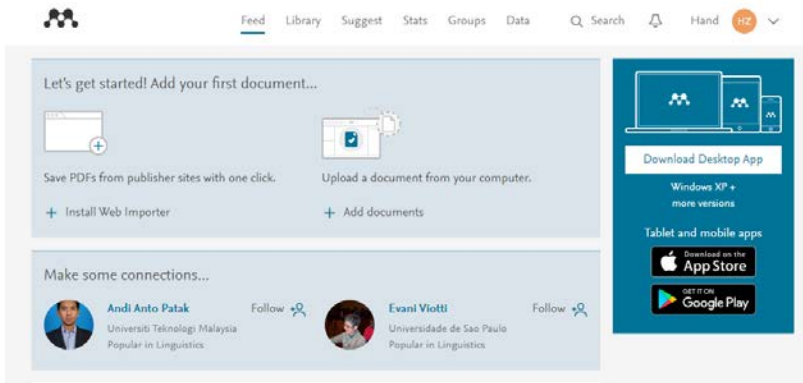 Feed Library Suggest Stats Groups Data Search Hand HZ
Let's get started! Add your first document...
Save PDFs from publisher sites with one click.
+ Install Web Importer
Upload a document from your computer.
+ Add documents
Make some connections...
Andi Anto Patak
Universiti Teknologi Malaysia
Popular in Linguistics
Follow
Evani Viotti
Universidade de Sao Paulo
Popular in Linguistics
Follow
Download Desktop App
Windows XP +
more versions
Tablet and mobile apps
Download on the
App Store
GET IT ON
Google Play